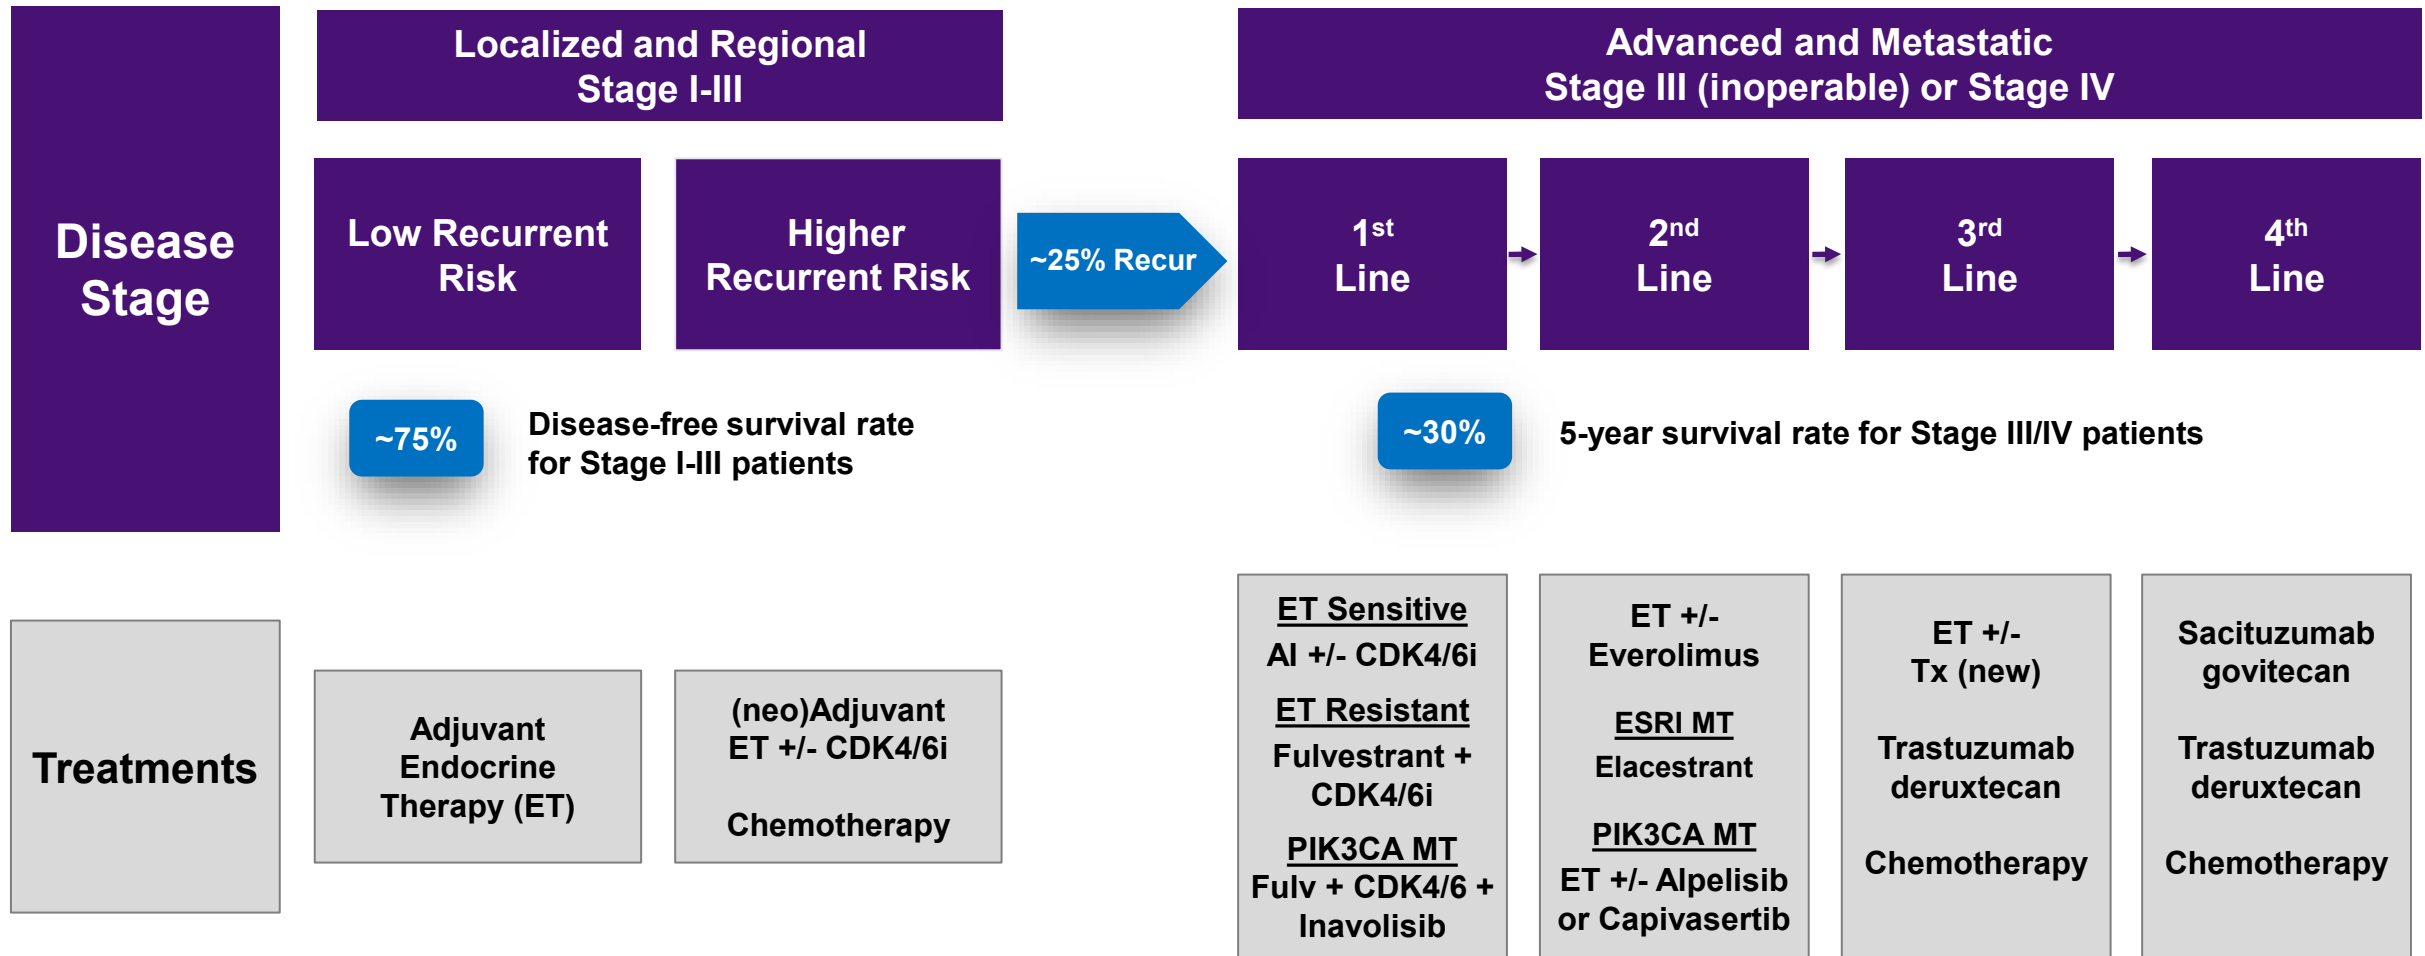 Disease
Stage
Localized and Regional
Stage I-III
Low Recurrent
Risk
Higher
Recurrent Risk
~25% Recur
~75%
Disease-free survival rate
for Stage I-III patients
Advanced and Metastatic
Stage III (inoperable) or Stage IV
1st
Line
2nd
Line
3rd
Line
4th
Line
~30%
5-year survival rate for Stage III/IV patients
Treatments
Adjuvant
Endocrine
Therapy (ET)
(neo)Adjuvant
ET +/- CDK4/6i
Chemotherapy
ET Sensitive
AI +/- CDK4/6i
ET Resistant
Fulvestrant +
CDK4/6i
PIK3CA MT
Fulv + CDK4/6 +
Inavolisib
ET +/-
Everolimus
ESRI MT
Elacestrant
PIK3CA MT
ET +/- Alpelisib
or Capivasertib
ET +/-
Tx (new)
Trastuzumab
deruxtecan
Chemotherapy
Sacituzumab
govitecan
Trastuzumab
deruxtecan
Chemotherapy